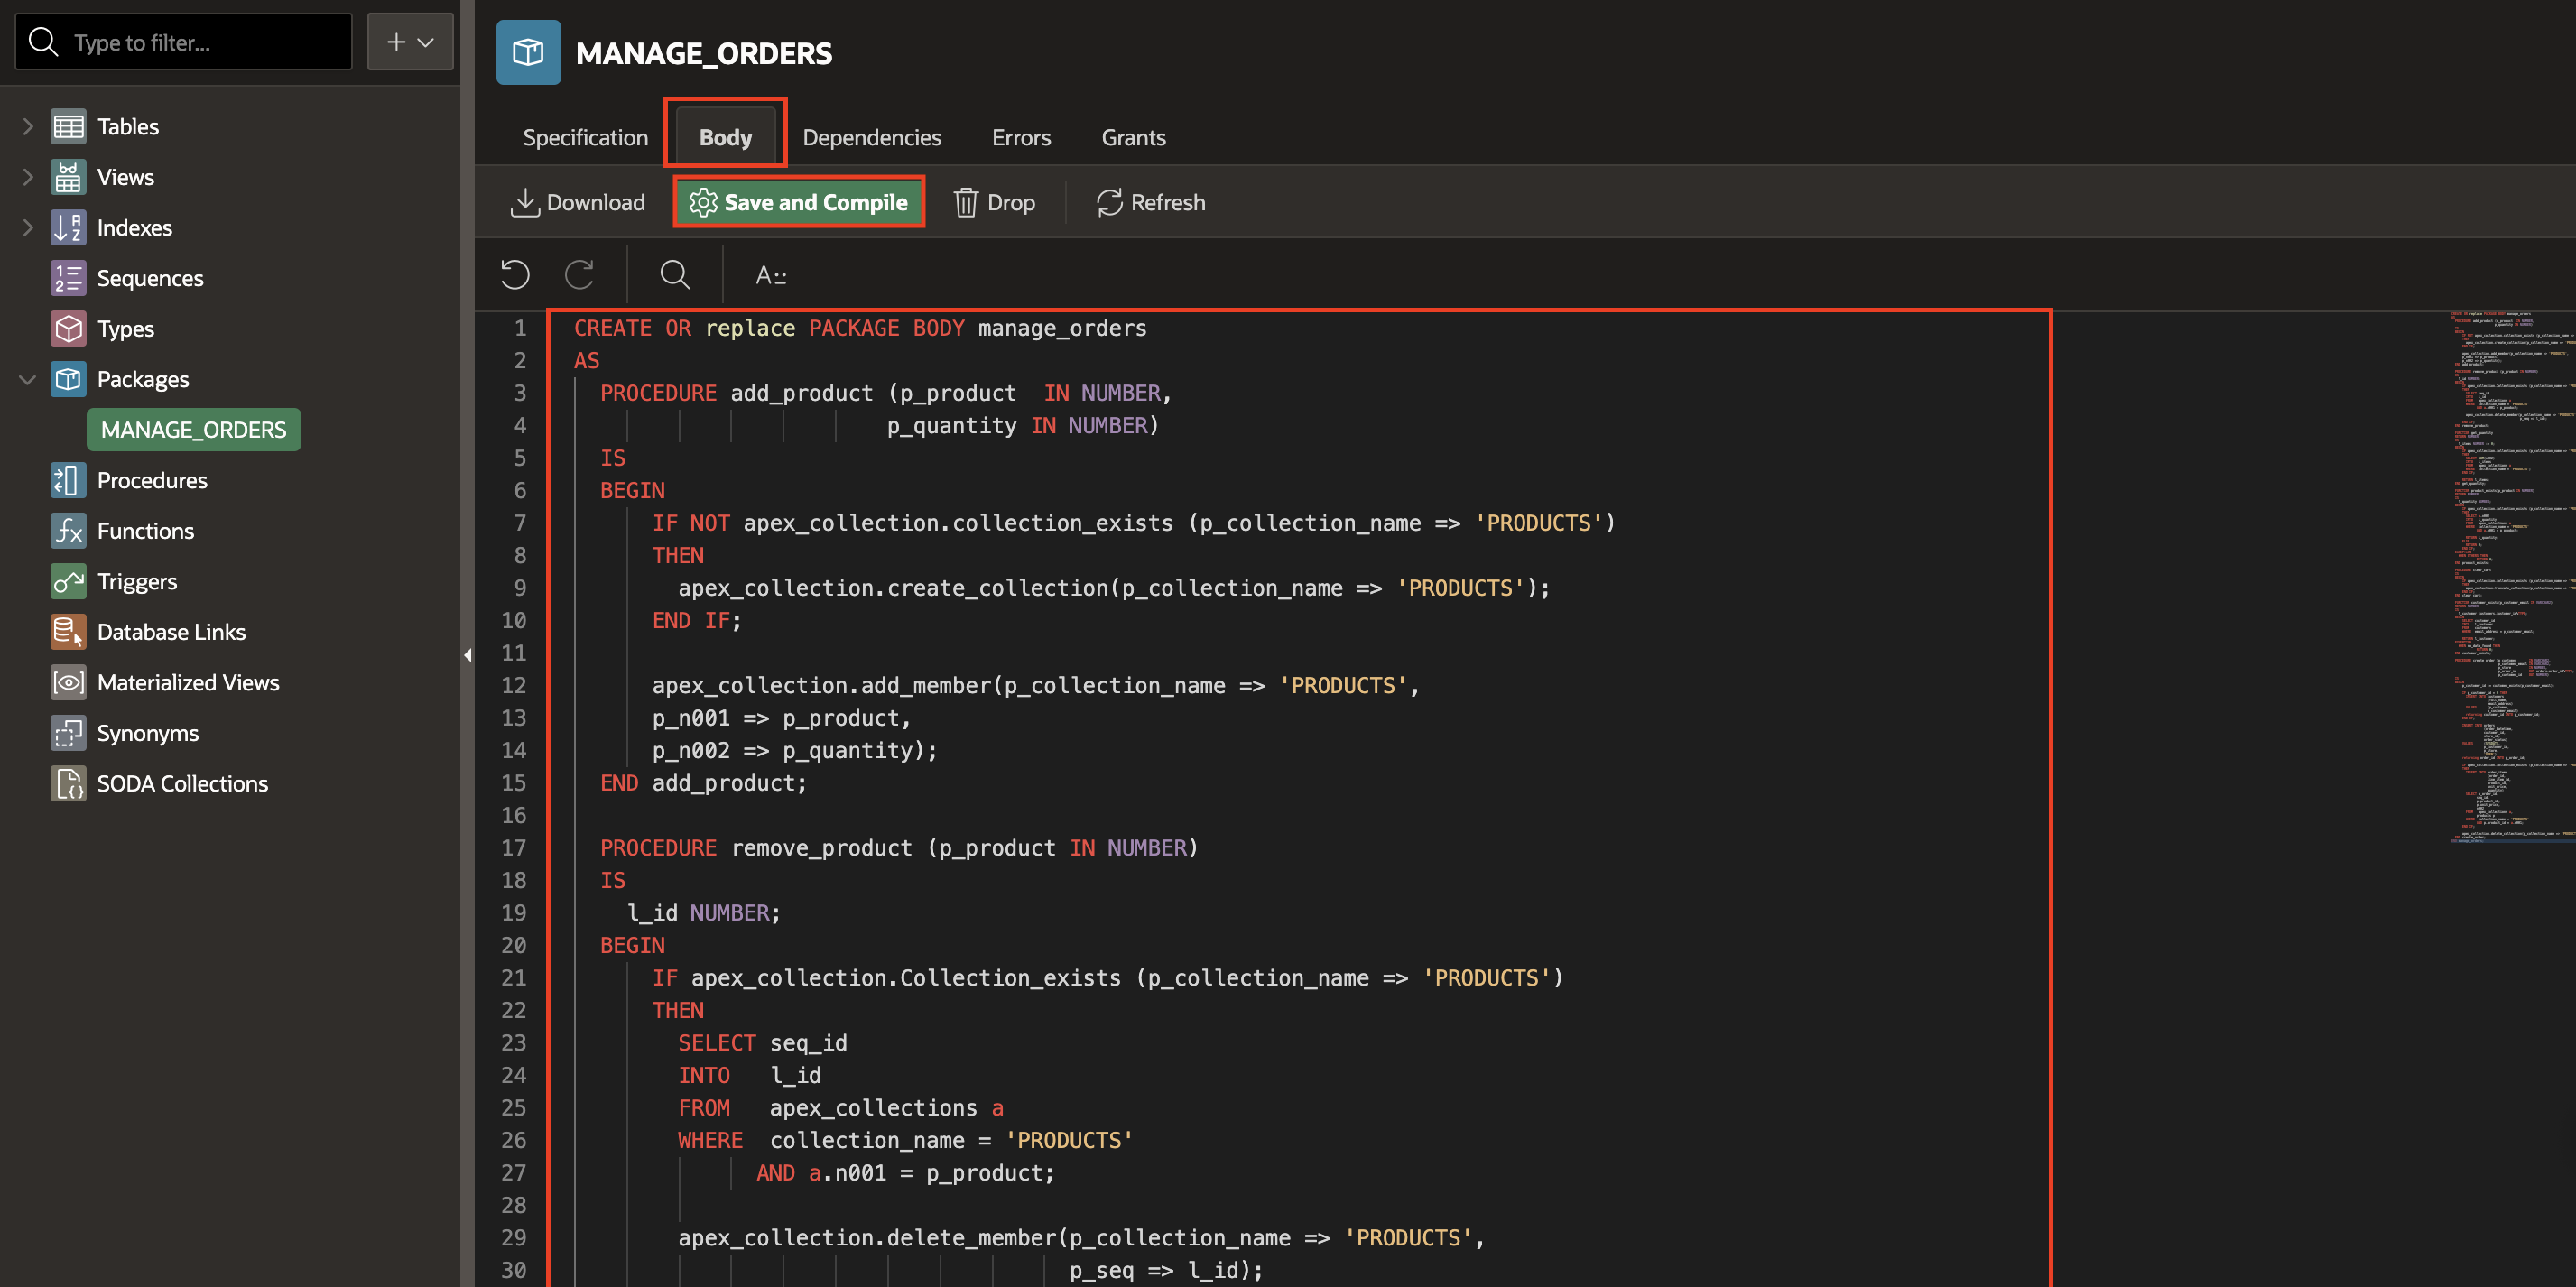 Type to filter...
Tables
Views
Indexes
Sequences
Types
Packages
MANAGE_ORDERS
Procedures
Functions
Triggers
Database Links
Materialized Views
Synonyms
SODA Collections
MANAGE_ORDERS
Specification Body Dependencies Errors Grants
Download Save and Compile Drop Refresh
A::
1 CREATE OR replace PACKAGE BODY manage_orders
2 AS
3 PROCEDURE add_product (p_product IN NUMBER,
4 p_quantity IN NUMBER)
5 IS
6 BEGIN
7 IF NOT apex_collection.collection_exists (p_collection_name => 'PRODUCTS')
8 THEN
9 apex_collection.create_collection(p_collection_name => 'PRODUCTS');
10 END IF;
11
12 apex_collection.add_member(p_collection_name => 'PRODUCTS',
13 p_n001 => p_product,
14 p_n002 => p_quantity);
15 END add_product;
16
17 PROCEDURE remove_product (p_product IN NUMBER)
18 IS
19 l_id NUMBER;
20 BEGIN
21 IF apex_collection.Collection_exists (p_collection_name => 'PRODUCTS')
22 THEN
23 SELECT seq_id
24 INTO l_id
25 FROM apex_collections a
26 WHERE collection_name = 'PRODUCTS'
27 AND a.n001 = p_product;
28
29 apex_collection.delete_member(p_collection_name => 'PRODUCTS',
30 p_seq => l_id);